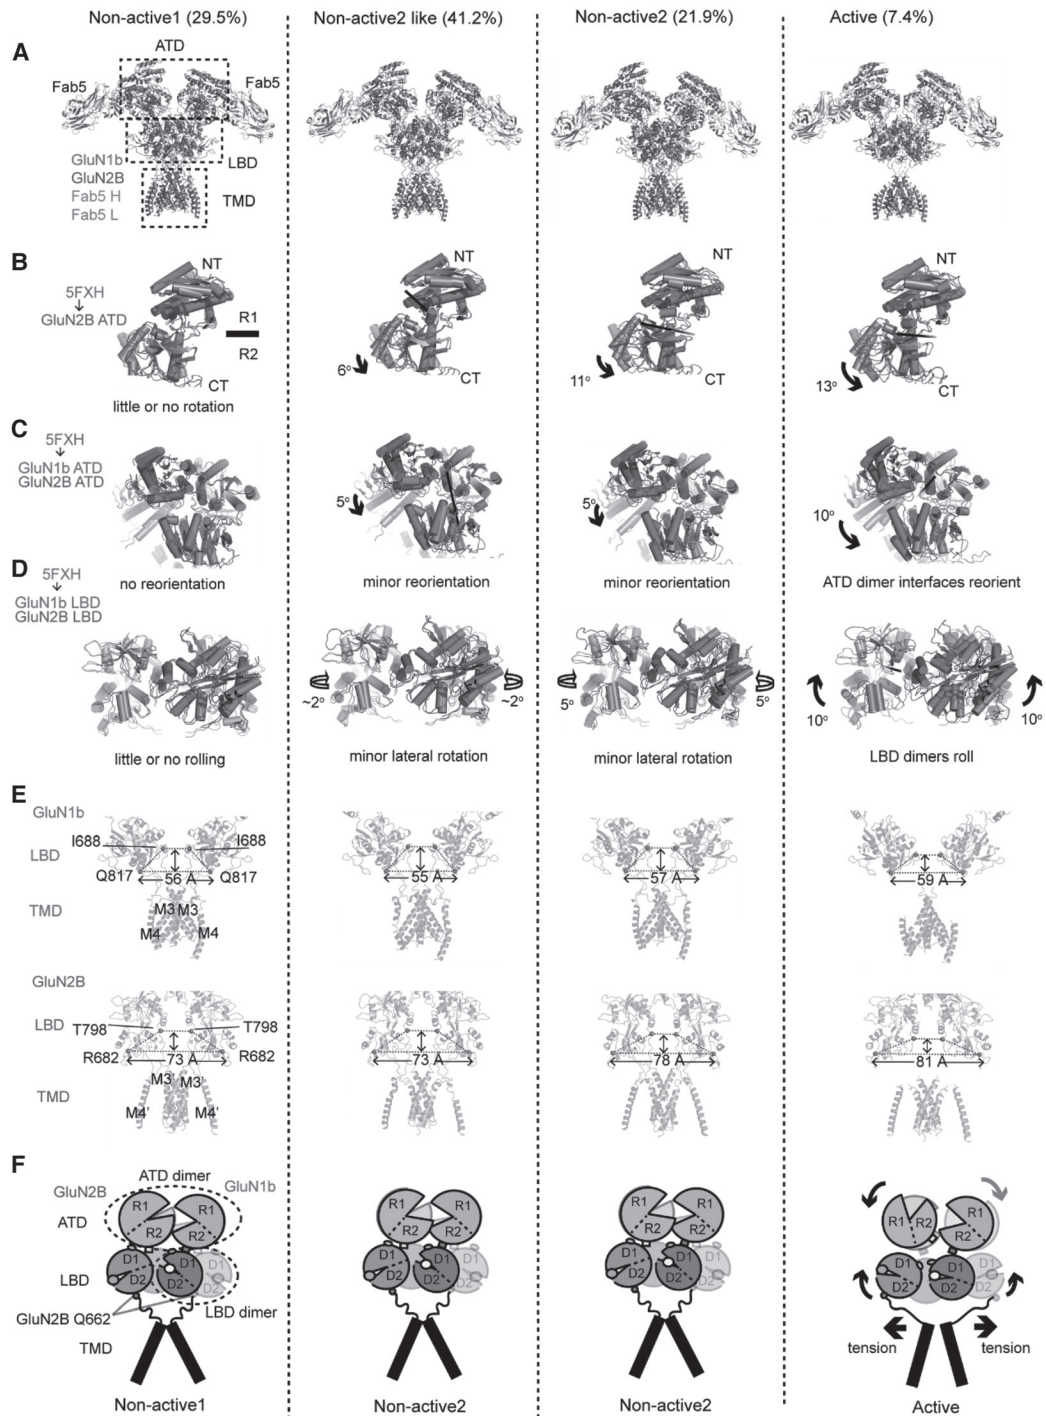 Non-active1 (29.5%)
Non-active2 like (41.2%)
Non-active2 (21.9%)
Active (7.4%)
A
ATD
Fab5
Fab5
GluN1b
GluN2B
Fab5 H
Fab5 L
LBD
TMD
B
5FXH
GluN2B ATD
NT
R1
R2
CT
little or no rotation
NT
6°
CT
NT
11°
CT
NT
13°
CT
C
5FXH
GluN1b ATD
GluN2B ATD
no reorientation
5°
minor reorientation
5°
minor reorientation
10°
ATD dimer interfaces reorient
D
5FXH
GluN1b LBD
GluN2B LBD
little or no rolling
~2°
~2°
minor lateral rotation
5°
5°
minor lateral rotation
10°
10°
LBD dimers roll
E
GluN1b
I688
I688
LBD
Q817
56 A
Q817
TMD
M3
M3
M4
M4
55 A
57 A
59 A
GluN2B
LBD
T798
T798
R682
73 A
R682
M3'
M3'
TMD
M4'
M4'
73 A
78 A
81 A
F
ATD dimer
GluN2B
GluN1b
ATD
R1
R1
R2
R2
LBD
D1
D1
D1
D2
D2
D2
GluN2B Q662
LBD dimer
TMD
Non-active1
R1
R1
R2
R2
D1
D1
D1
D2
D2
D2
Non-active2
R1
R1
R2
R2
D1
D1
D1
D2
D2
D2
Non-active2
R1
R2
R1
R2
D1
D1
D1
D2
D2
D2
tension
tension
Active